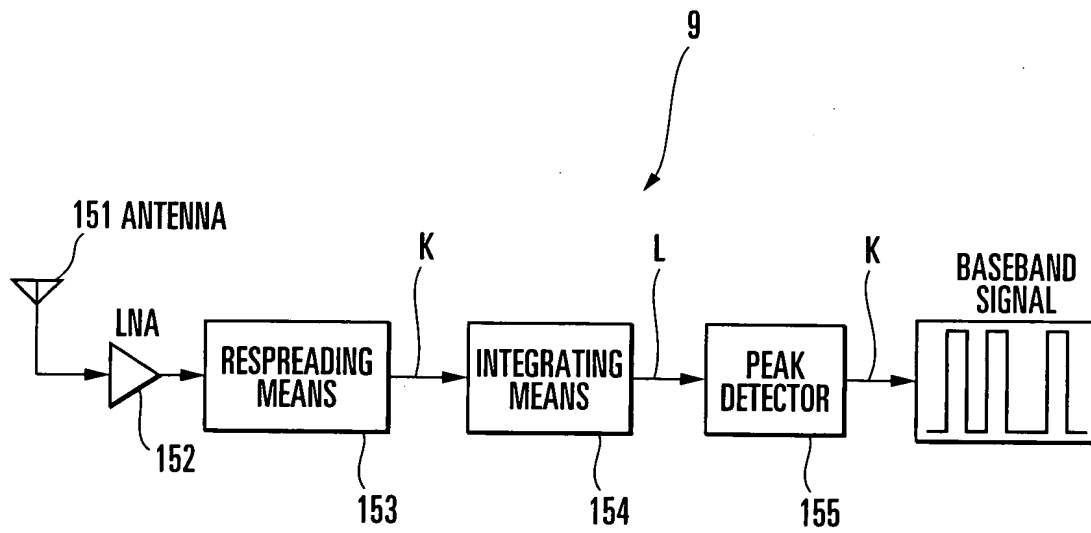 9
151 ANTENNA
K
L
K
BASEBAND
SIGNAL
LNA
RESPREADING
MEANS
INTEGRATING
MEANS
PEAK
DETECTOR
152
153
154
155